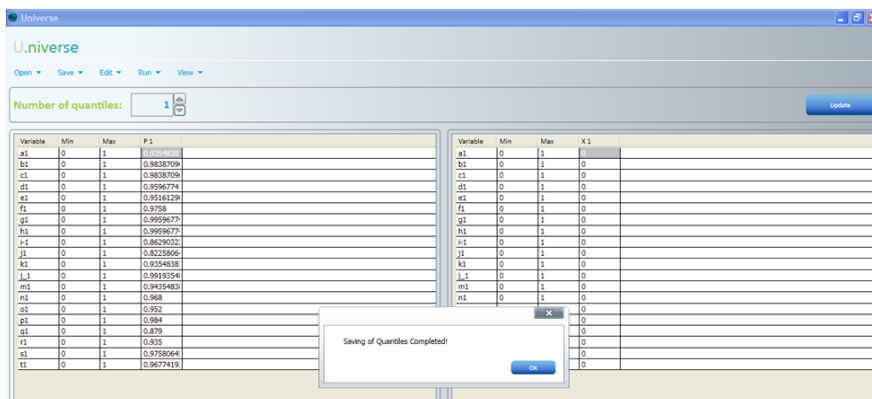 Universe
U.niverse
Open Save Edit Run View
Number of quantiles: 1 Update
Variable Min Max P 1 Variable Min Max X 1
a1 0 1 0.9354838 a1 0 1 0
b1 0 1 0.9838709 b1 0 1 0
c1 0 1 0.9838709 c1 0 1 0
d1 0 1 0.9596774 d1 0 1 0
e1 0 1 0.9516129 e1 0 1 0
f1 0 1 0.9758 f1 0 1 0
g1 0 1 0.9959677 g1 0 1 0
h1 0 1 0.9959677 h1 0 1 0
i-1 0 1 0.8629032 i-1 0 1 0
j1 0 1 0.8225806 j1 0 1 0
k1 0 1 0.9354838 k1 0 1 0
j_1 0 1 0.9919354 j_1 0 1 0
m1 0 1 0.9435483 m1 0 1 0
n1 0 1 0.968 n1 0 1 0
o1 0 1 0.952 0
p1 0 1 0.984 0
q1 0 1 0.879 0
r1 0 1 0.935 0
s1 0 1 0.9758064 0
t1 0 1 0.9677419 0
Saving of Quantiles Completed!
OK